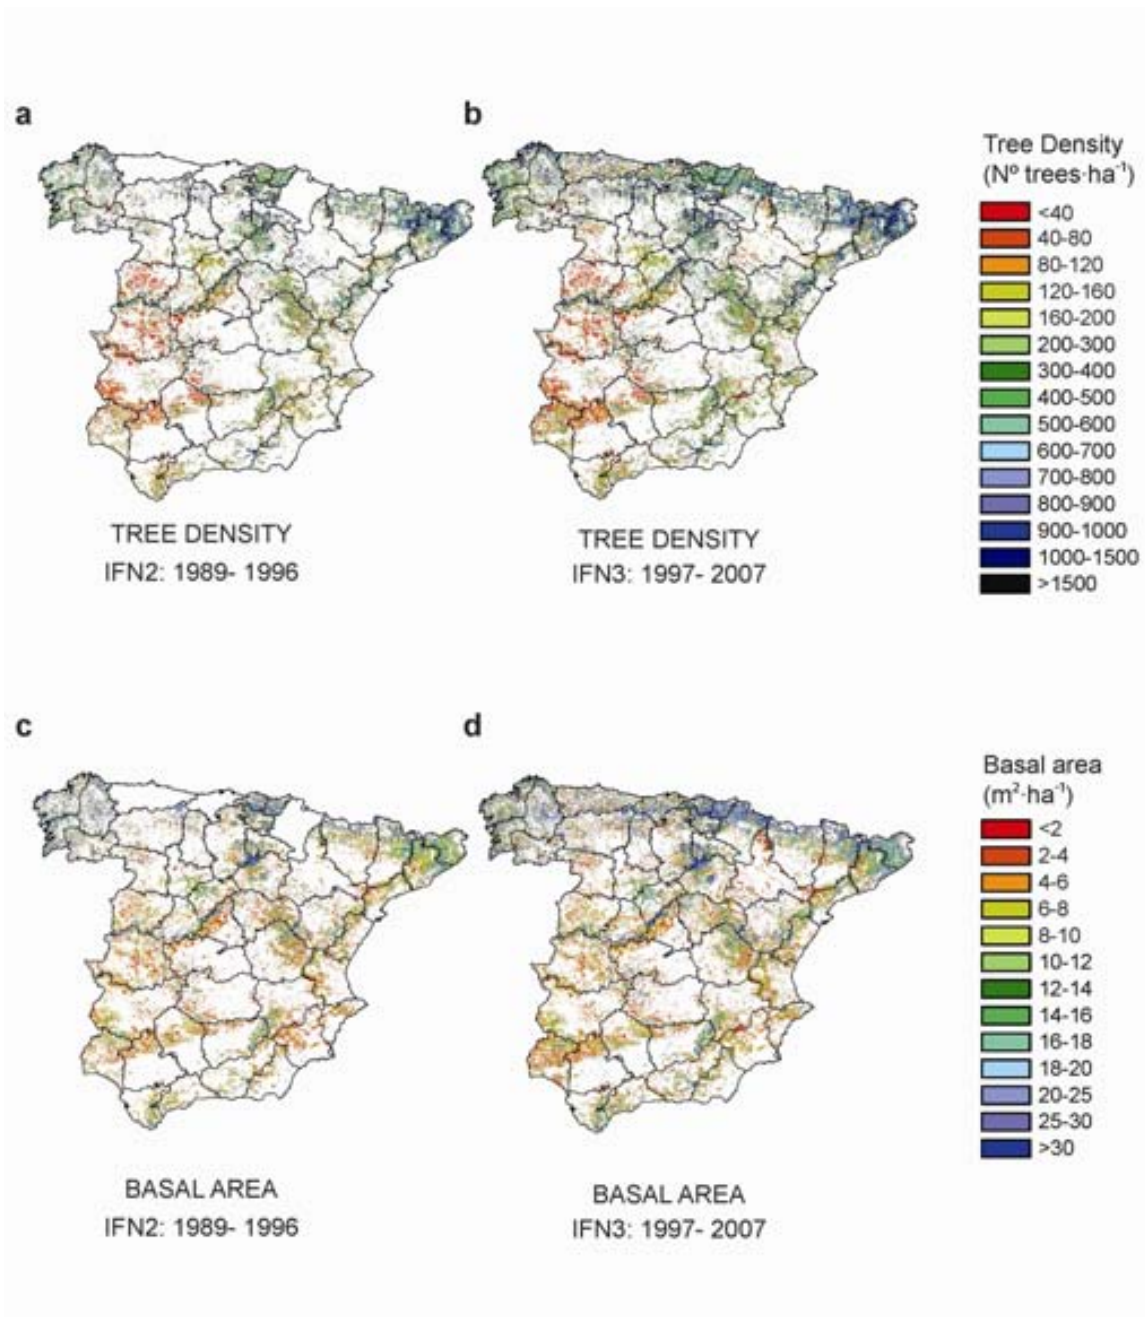 a
b
Tree Density
(Nº trees·ha⁻¹)
<40
40-80
80-120
120-160
160-200
200-300
300-400
400-500
500-600
600-700
700-800
800-900
900-1000
1000-1500
>1500
TREE DENSITY
IFN2: 1989- 1996
TREE DENSITY
IFN3: 1997- 2007
c
d
Basal area
(m²·ha⁻¹)
<2
2-4
4-6
6-8
8-10
10-12
12-14
14-16
16-18
18-20
20-25
25-30
>30
BASAL AREA
IFN2: 1989- 1996
BASAL AREA
IFN3: 1997- 2007